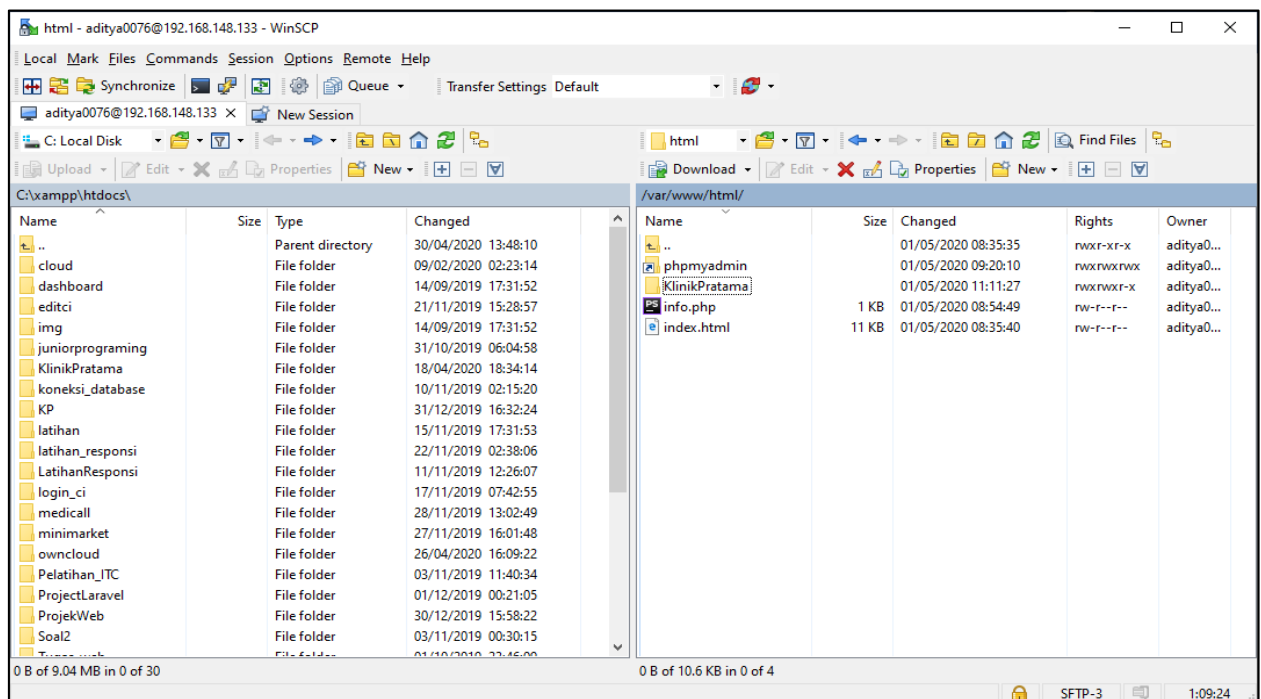 html - aditya0076@192.168.148.133 - WinSCP
Local Mark Files Commands Session Options Remote Help
Synchronize Queue Transfer Settings Default
aditya0076@192.168.148.133 New Session
C: Local Disk
Upload Edit Properties New
C:\xampp\htdocs\
Name Size Type Changed
.. Parent directory 30/04/2020 13:48:10
cloud File folder 09/02/2020 02:23:14
dashboard File folder 14/09/2019 17:31:52
editci File folder 21/11/2019 15:28:57
img File folder 14/09/2019 17:31:52
juniorprograming File folder 31/10/2019 06:04:58
KlinikPratama File folder 18/04/2020 18:34:14
koneksi_database File folder 10/11/2019 02:15:20
KP File folder 31/12/2019 16:32:24
latihan File folder 15/11/2019 17:31:53
latihan_responsi File folder 22/11/2019 02:38:06
LatihanResponsi File folder 11/11/2019 12:26:07
login_ci File folder 17/11/2019 07:42:55
medicall File folder 28/11/2019 13:02:49
minimarket File folder 27/11/2019 16:01:48
owncloud File folder 26/04/2020 16:09:22
Pelatihan_ITC File folder 03/11/2019 11:40:34
ProjectLaravel File folder 01/12/2019 00:21:05
ProjekWeb File folder 30/12/2019 15:58:22
Soal2 File folder 03/11/2019 00:30:15
0 B of 9.04 MB in 0 of 30
html Find Files
Download Edit Properties New
/var/www/html/
Name Size Changed Rights Owner
.. 01/05/2020 08:35:35 rwxr-xr-x aditya0...
phpmyadmin 01/05/2020 09:20:10 rwxrwxrwx aditya0...
KlinikPratama 01/05/2020 11:11:27 rwxrwxr-x aditya0...
info.php 1 KB 01/05/2020 08:54:49 rw-r--r-- aditya0...
index.html 11 KB 01/05/2020 08:35:40 rw-r--r-- aditya0...
0 B of 10.6 KB in 0 of 4
SFTP-3 1:09:24